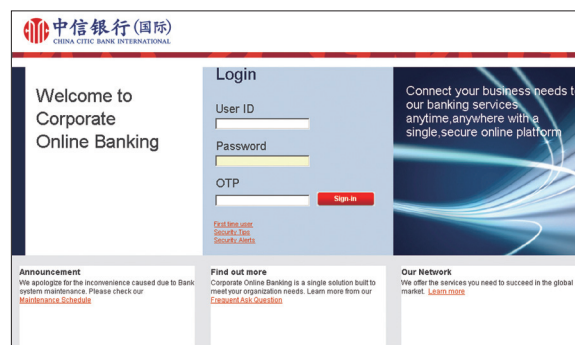 中信银行(国际)
CHINA CITIC BANK INTERNATIONAL
Welcome to
Corporate
Online Banking
Login
User ID
Password
OTP
Sign-in
First time user
Security Tips
Security Alerts
Connect your business needs to
our banking services
anytime,anywhere with a
single,secure online platform
Announcement
We apologize for the inconvenience caused due to Bank
system maintenance. Please check our
Maintenance Schedule
Find out more
Corporate Online Banking is a single solution built to
meet your organization needs. Learn more from our
Frequent Ask Question
Our Network
We offer the services you need to succeed in the global
market. Learn more